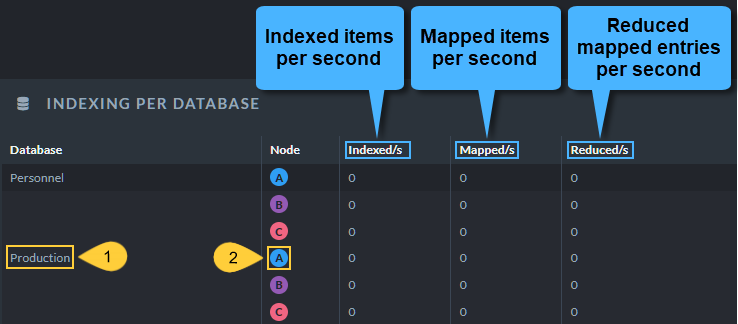 Indexed items
per second
Mapped items
per second
Reduced
mapped entries
per second
INDEXING PER DATABASE
Database Node Indexed/s Mapped/s Reduced/s
Personnel A 0 0 0
B 0 0 0
C 0 0 0
Production 1 2 A 0 0 0
B 0 0 0
C 0 0 0